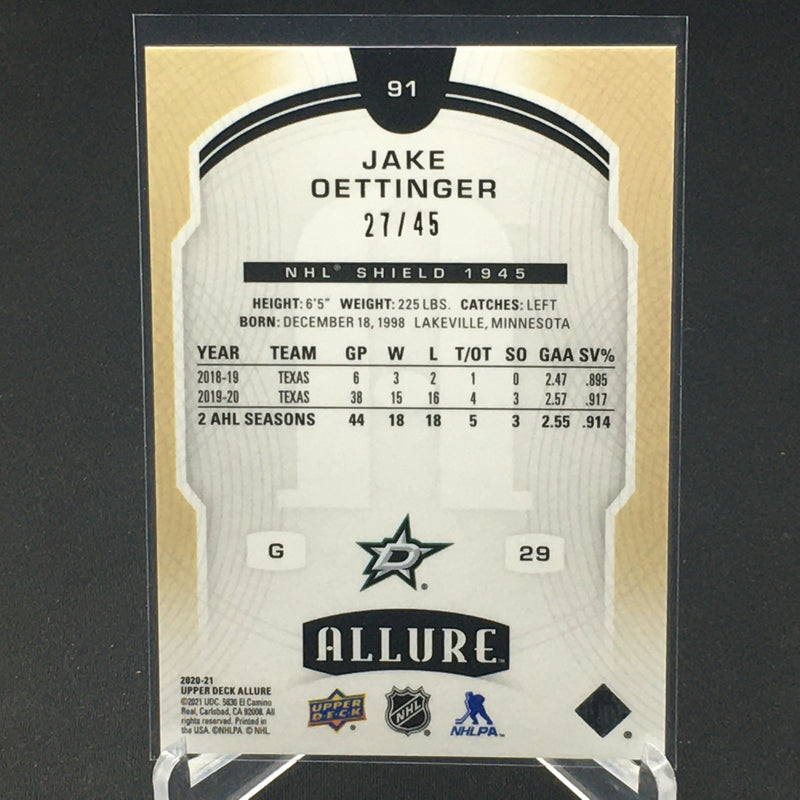 91
JAKE
OETTINGER
27/45
NHL® SHIELD 1945
HEIGHT: 6'5" WEIGHT: 225 LBS. CATCHES: LEFT
BORN: DECEMBER 18, 1998 LAKEVILLE, MINNESOTA
YEAR TEAM GP W L T/OT SO GAA SV%
2018-19 TEXAS 6 3 2 1 0 2.47 .895
2019-20 TEXAS 38 15 16 4 3 2.57 .917
2 AHL SEASONS 44 18 18 5 3 2.55 .914
G D ® 29
ALLURE™
2020-21
UPPER DECK ALLURE
©2021 UDC. 5830 El Camino
Real, Carlsbad, CA 92008. All
rights reserved. Printed in
the USA. ©NHLPA © NHL.
UPPER
DECK
®
NHL
®
NHLPA™
®